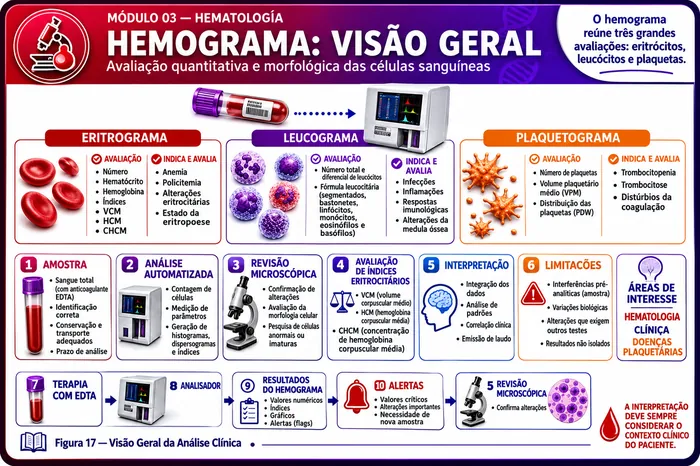 MÓDULO 03 — HEMATOLOGÍA
HEMOGRAMA: VISÃO GERAL
Avaliação quantitativa e morfológica das células sanguíneas
O hemograma
reúne três grandes
avaliações: eritrócitos,
leucócitos e plaquetas.
ERITROGRAMA
AVALIAÇÃO
• Número
• Hematócrito
• Hemoglobina
• Índices
• VCM
• HCM
• CHCM
INDICA E AVALIA
• Anemia
• Policitemia
• Alterações
eritrocitárias
• Estado da
eritropoese
LEUCOGRAMA
AVALIAÇÃO
• Número total e
diferencial de leucócitos
• Fórmula leucocitária
(segmentados,
bastonetes,
linfócitos,
monócitos,
eosinófilos e
basófilos)
INDICA E
AVALIA
• Infecções
• Inflamações
• Respostas
imunológicas
• Alterações da
medula óssea
PLAQUETOGRAMA
AVALIAÇÃO
• Número de plaquetas
• Volume plaquetário
médio (VPM)
• Distribuição das
plaquetas (PDW)
INDICA E AVALIA
• Trombocitopenia
• Trombocitose
• Distúrbios da
coagulação
1 AMOSTRA
• Sangue total
(com anticoagulante
EDTA)
• Identificação
correta
• Conservação e
transporte adequados
• Prazo de análise
2 ANÁLISE
AUTOMATIZADA
• Contagem de
células
• Medição de
parâmetros
• Geração de
histogramas,
dispersogramas
e índices
3 REVISÃO
MICROSCÓPICA
• Confirmação de
alterações
• Avaliação da
morfologia celular
• Pesquisa de células
anormais ou
imaturas
4 AVALIAÇÃO
DE ÍNDICES
ERITROCITÁRIOS
• VCM (volume
corpuscular médio)
• HCM (hemoglobina
corpuscular média)
• CHCM (concentração
de hemoglobina
corpuscular média)
5 INTERPRETAÇÃO
• Integração dos
dados
• Análise de
padrões
• Correlação clínica
• Emissão de laudo
6 LIMITACÕES
• Interferências pré-
analíticas (amostra)
• Variações biológicas
• Alterações que exigem
outros testes
• Resultados não isolados
ÁREAS DE
INTERESSE
HEMATOLOGIA
CLÍNICA
DOENÇAS
PLAQUETÁRIAS
7 TERAPIA
COM EDTA
8 ANALISADOR
9 RESULTADOS
DO HEMOGRAMA
• Valores numéricos
• Índices
• Gráficos
• Alertas (flags)
10 ALERTAS
• Valores críticos
• Alterações importantes
• Necessidade de
nova amostra
5 REVISÃO
MICROSCÓPICA
• Confirma alterações
A INTERPRETAÇÃO
DEVE SEMPRE
CONSIDERAR O
CONTEXTO CLÍNICO
DO PACIENTE.
Figura 17 — Visão Geral da Análise Clínica